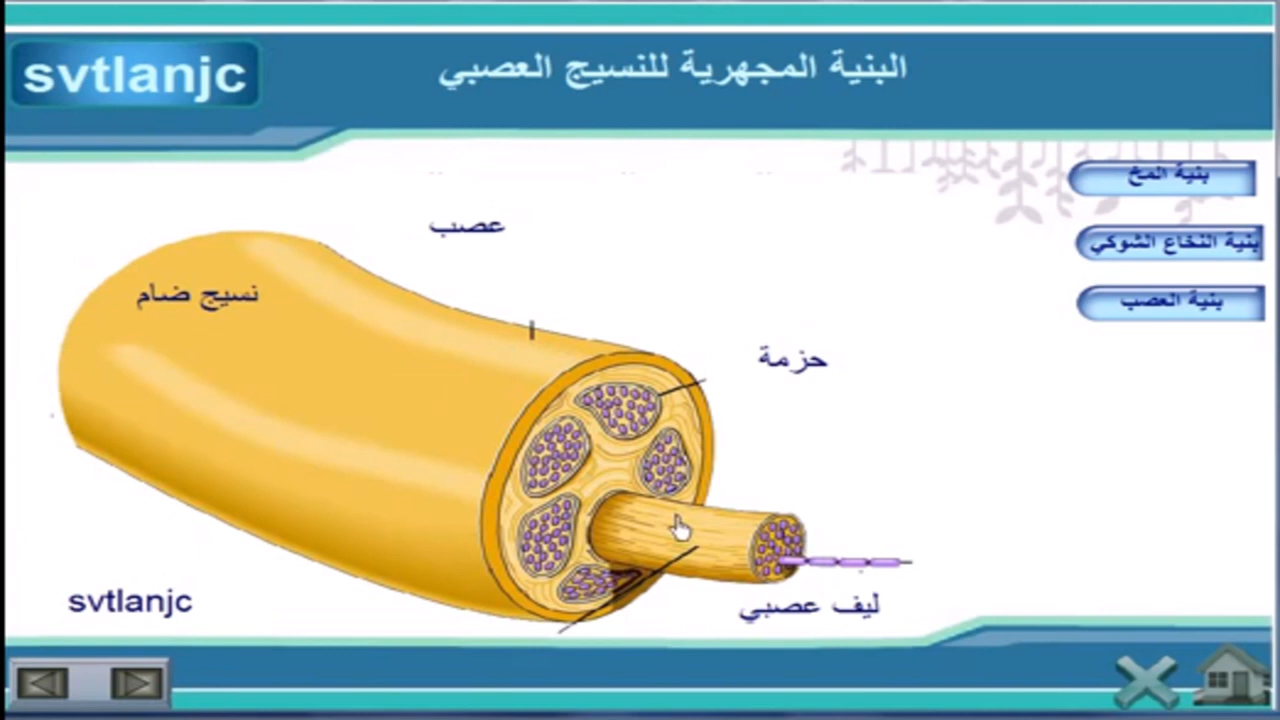 svtlanjc
البنية المجهرية للنسيج العصبي
بنية المخ
بنية النخاع الشوكي
بنية العصب
عصب
نسيج ضام
حزمة
ليف عصبي
svtlanjc